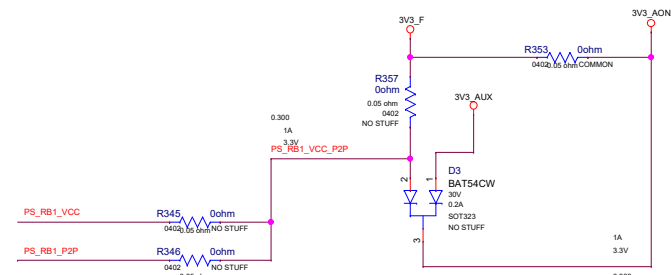 3V3_F
3V3_AON
R353 0ohm
0402 0.05 ohm COMMON
R357
0ohm
0.05 ohm
0402
NO STUFF
3V3_AUX
0.300
1A
3.3V
PS_RB1_VCC_P2P
2
1
D3
BAT54CW
30V
0.2A
SOT323
NO STUFF
PS_RB1_VCC
R345 0ohm
0402 0.05 ohm NO STUFF
3
1A
3.3V
PS_RB1_P2P
R346 0ohm
0402 NO STUFF